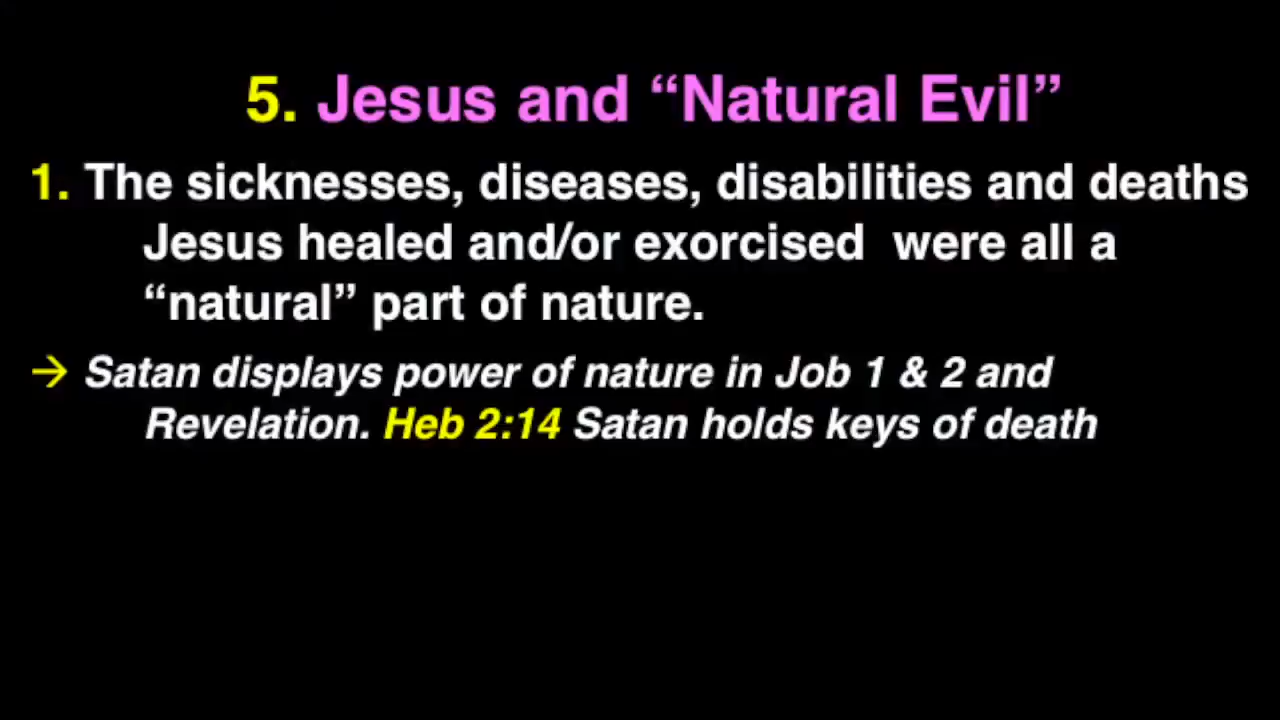 5. Jesus and “Natural Evil”
1. The sicknesses, diseases, disabilities and deaths
Jesus healed and/or exorcised were all a
“natural” part of nature.
→ Satan displays power of nature in Job 1 & 2 and
Revelation. Heb 2:14 Satan holds keys of death